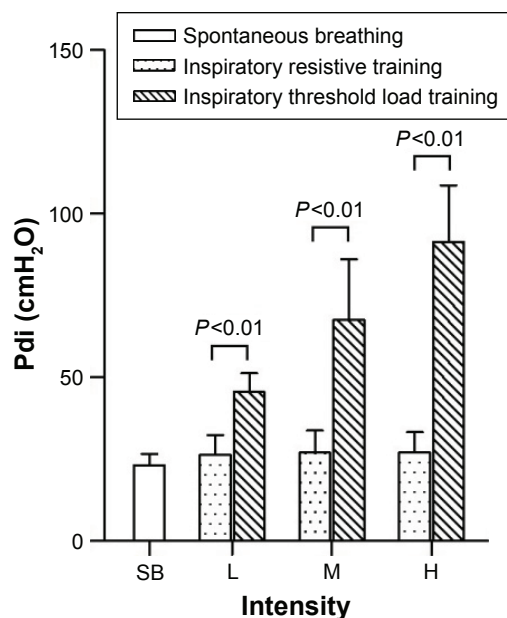 150
Spontaneous breathing
Inspiratory resistive training
Inspiratory threshold load training
P<0.01
100
P<0.01
P<0.01
50
0
Pdi (cmH₂O)
SB L M H
Intensity